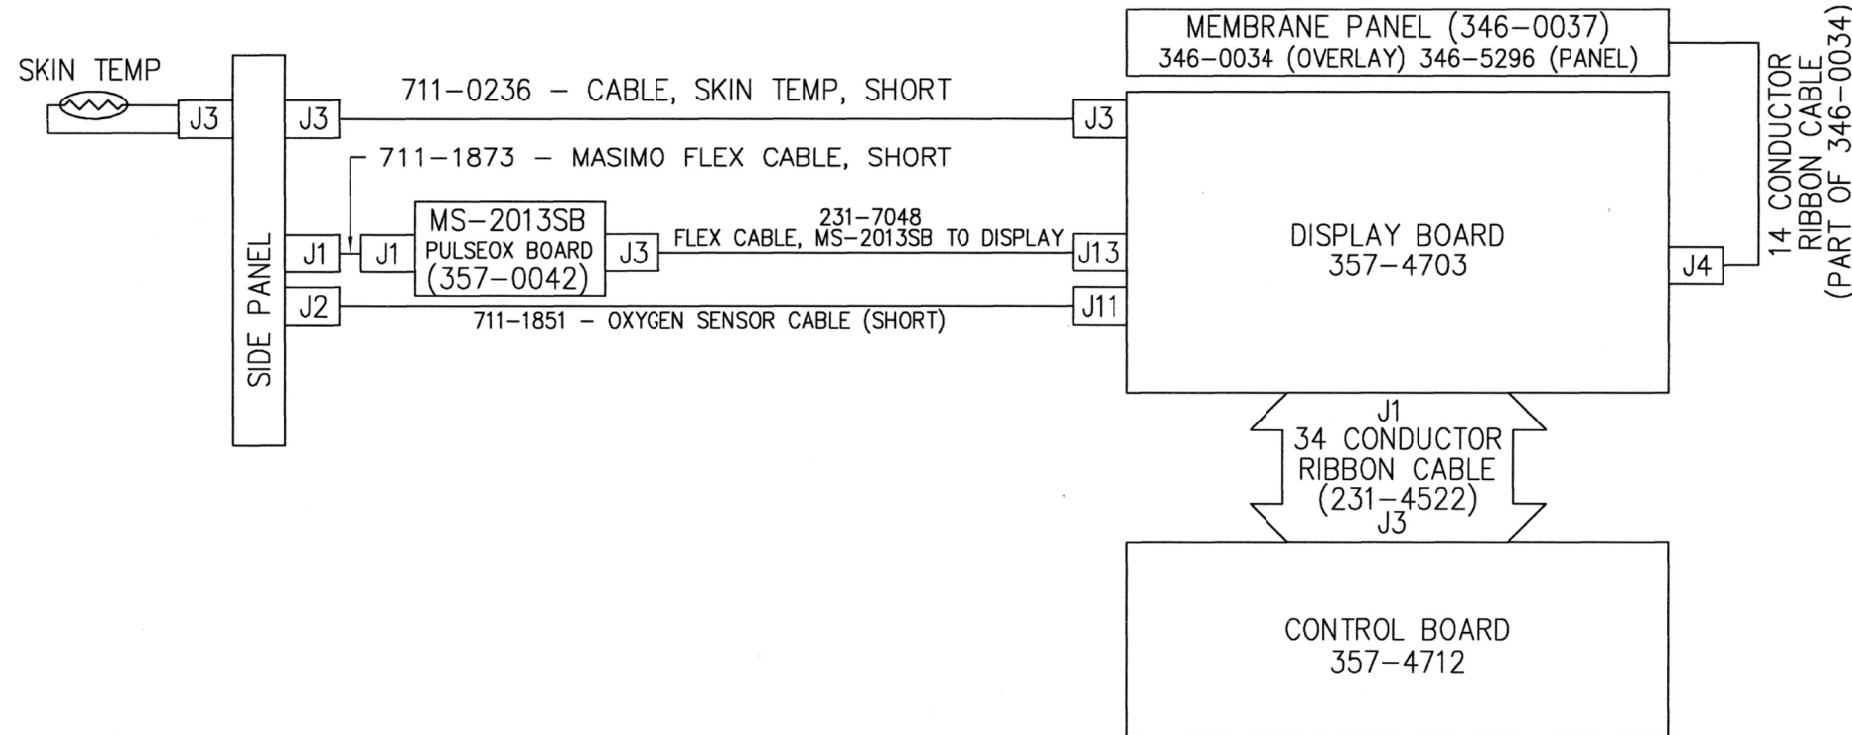 MEMBRANE PANEL (346-0037)
346-0034 (OVERLAY) 346-5296 (PANEL)
14 CONDUCTOR
RIBBON CABLE
(PART OF 346-0034)
SKIN TEMP
J3
J3
711-0236 - CABLE, SKIN TEMP, SHORT
J3
711-1873 - MASIMO FLEX CABLE, SHORT
SIDE PANEL
J1
J1
MS-2013SB
PULSEOX BOARD
(357-0042)
J3
231-7048
FLEX CABLE, MS-2013SB TO DISPLAY
J13
J2
711-1851 - OXYGEN SENSOR CABLE (SHORT)
J11
DISPLAY BOARD
357-4703
J4
J1
34 CONDUCTOR
RIBBON CABLE
(231-4522)
J3
CONTROL BOARD
357-4712